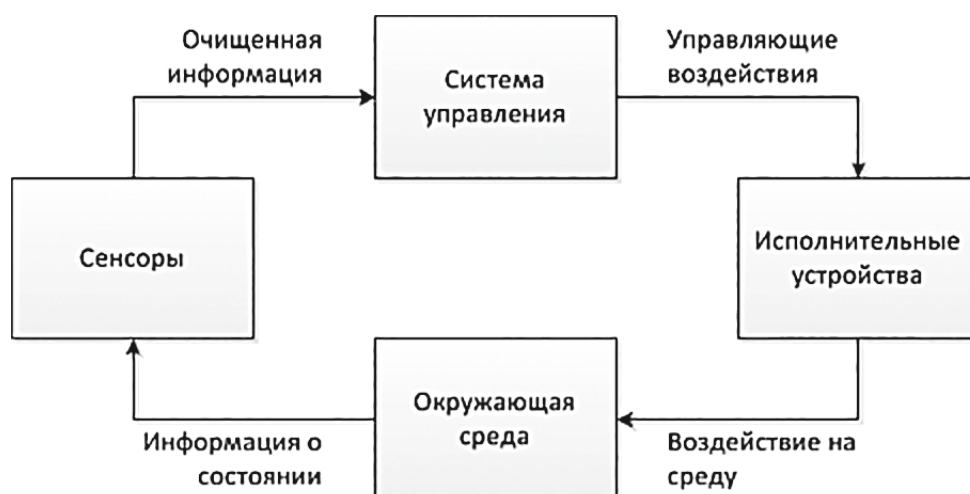 Очищенная
информация
Система
управления
Управляющие
воздействия
Сенсоры
Исполнительные
устройства
Окружающая
среда
Информация о
состоянии
Воздействие на
среду